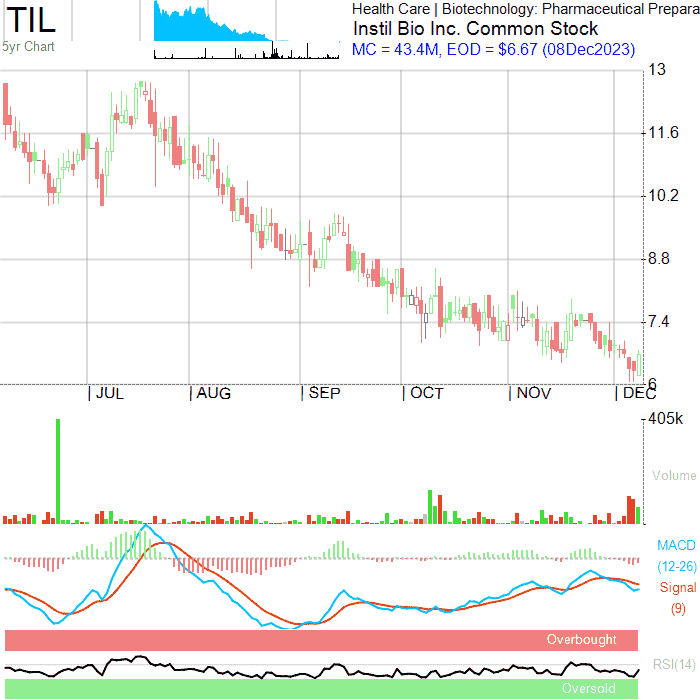 TIL
5yr Chart
Health Care | Biotechnology: Pharmaceutical Prepara
Instil Bio Inc. Common Stock
MC = 43.4M, EOD = $6.67 (08Dec2023)
13
11.6
10.2
8.8
7.4
6
| JUL | AUG | SEP | OCT | NOV | DEC
405k
Volume
MACD
(12-26)
Signal
(9)
Overbought
RSI(14)
Oversold